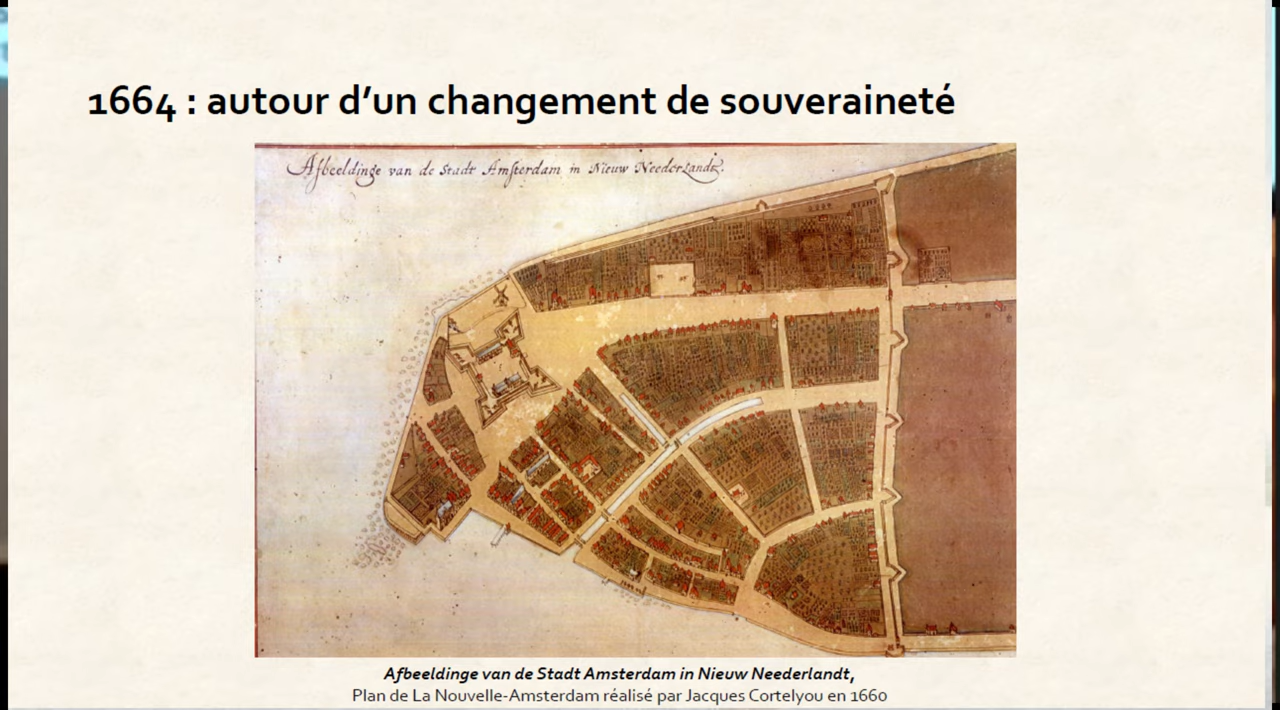 1664 : autour d’un changement de souveraineté
Afbeeldinge van de Stadt Amsterdam in Nieuw Neederlandt.
Afbeeldinge van de Stadt Amsterdam in Nieuw Neederlandt,
Plan de La Nouvelle-Amsterdam réalisé par Jacques Cortelyou en 1660